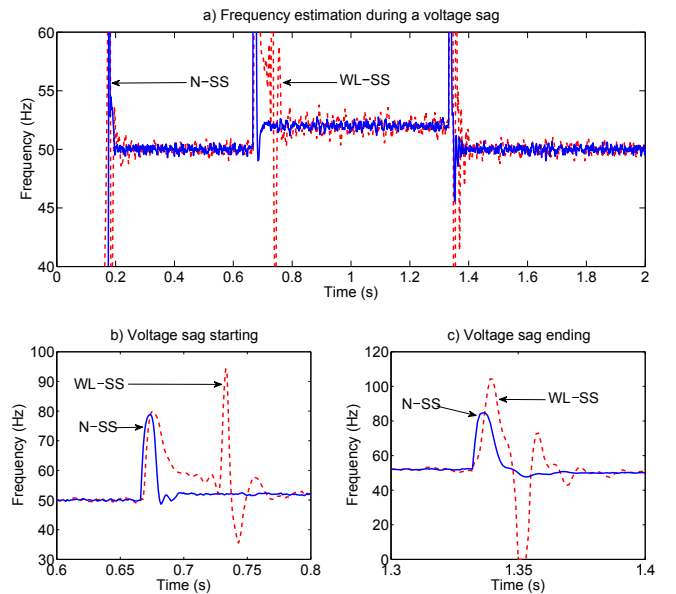 a) Frequency estimation during a voltage sag
60
55
50
45
40
Frequency (Hz)
N−SS
WL−SS
0 0.2 0.4 0.6 0.8 1 1.2 1.4 1.6 1.8 2
Time (s)
b) Voltage sag starting
100
90
80
70
60
50
40
30
Frequency (Hz)
WL−SS
N−SS
0.6 0.65 0.7 0.75 0.8
Time (s)
c) Voltage sag ending
120
100
80
60
40
20
0
Frequency (Hz)
N−SS
WL−SS
1.3 1.35 1.4
Time (s)